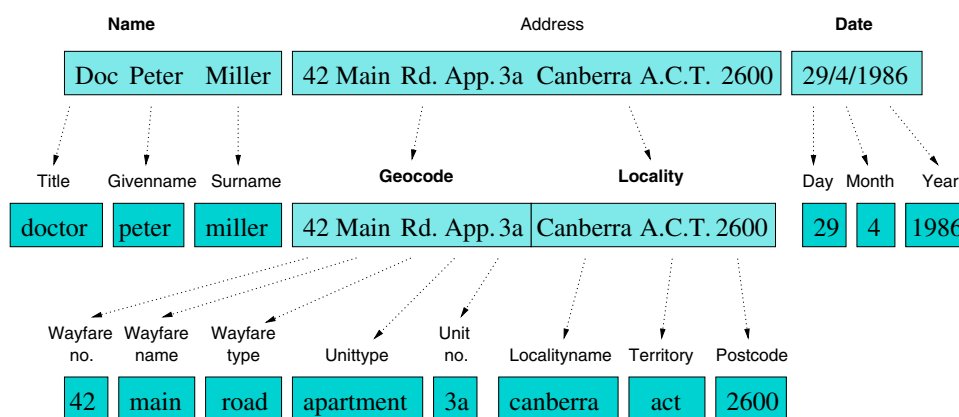 Name Address Date
Doc Peter Miller 42 Main Rd. App. 3a Canberra A.C.T. 2600 29/4/1986
Title Givenname Surname Geocode Locality Day Month Year
doctor peter miller 42 Main Rd. App. 3a Canberra A.C.T. 2600 29 4 1986
Wayfare no. Wayfare name Wayfare type Unittype Unit no. Localityname Territory Postcode
42 main road apartment 3a canberra act 2600